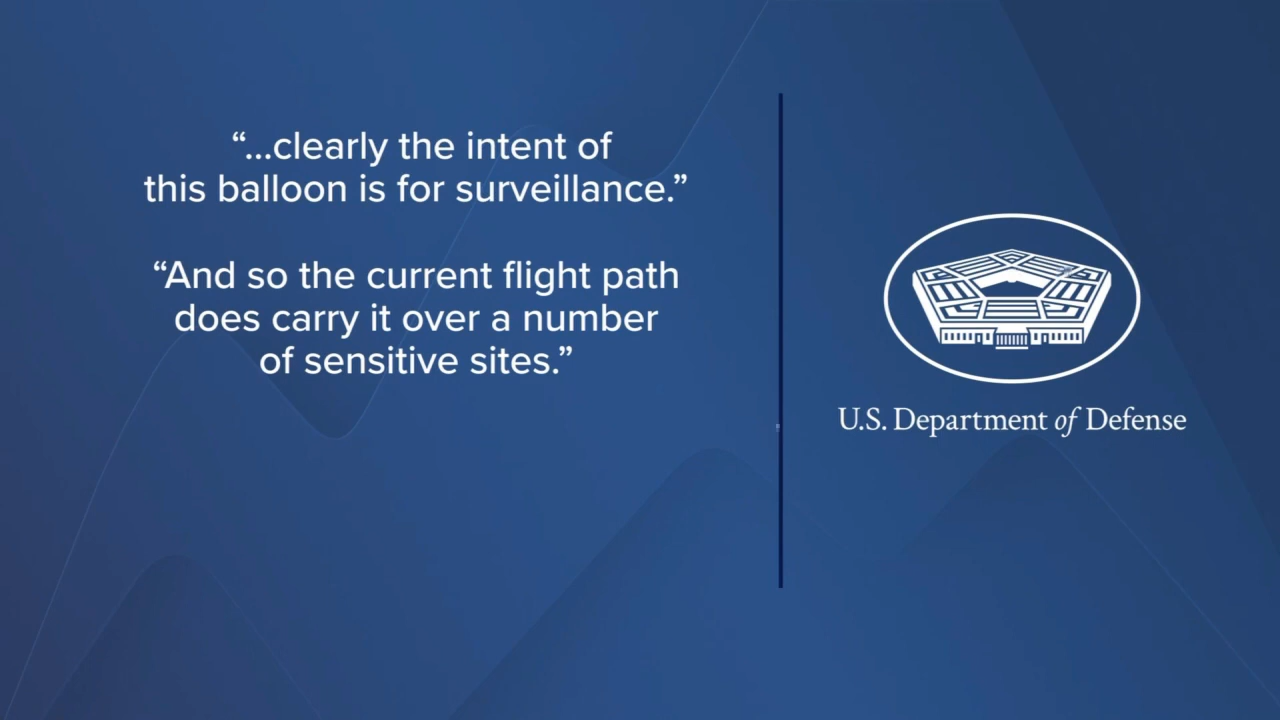 “...clearly the intent of
this balloon is for surveillance.”
“And so the current flight path
does carry it over a number
of sensitive sites.”
U.S. Department of Defense